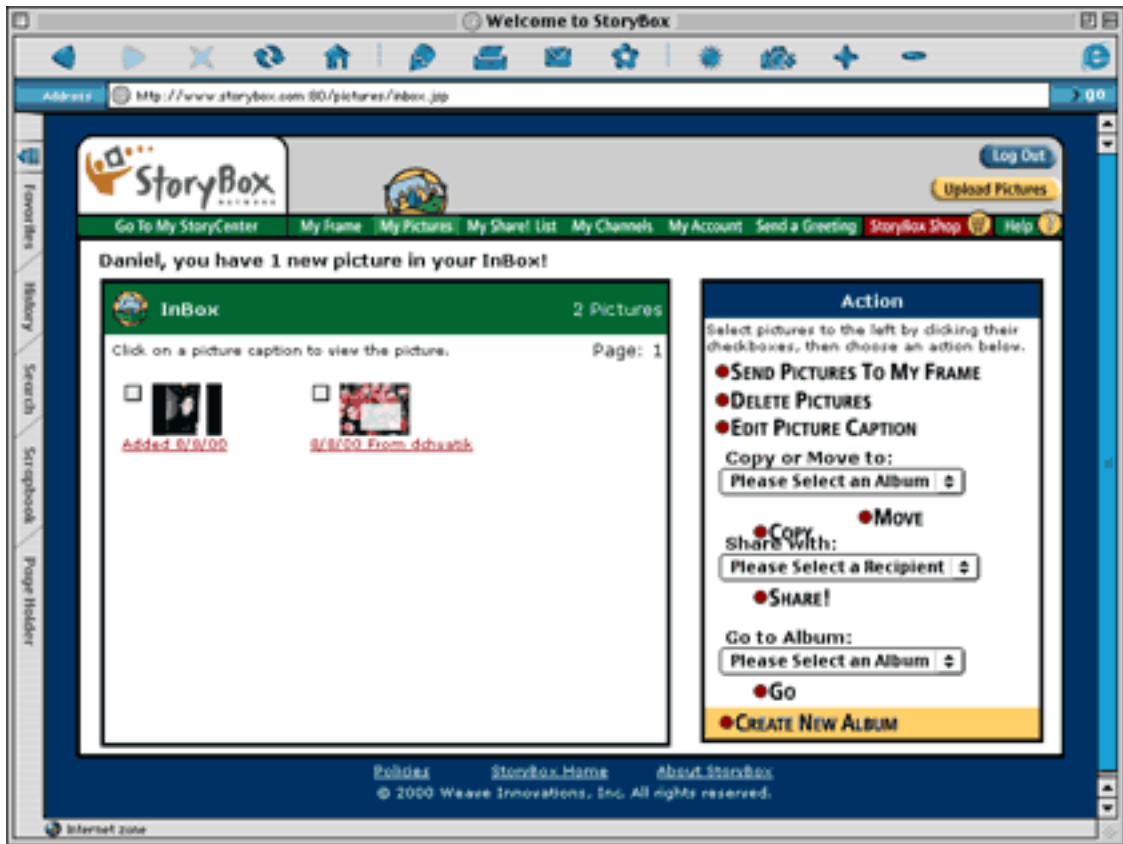 Welcome to StoryBox
Address http://www.storybox.com:80/pictures/inbox.jsp go
Favorites
History
Search
Scrapbook
Page Holder
StoryBox
NETWORK
Log Out
Upload Pictures
Go To My StoryCenter My Frame My Pictures My Share! List My Channels My Account Send a Greeting StoryBox Shop Help ?
Daniel, you have 1 new picture in your InBox!
InBox 2 Pictures
Click on a picture caption to view the picture. Page: 1
Added 8/8/00 8/8/00 From
Action
Select pictures to the left by clicking their
checkboxes, then choose an action below.
SEND PICTURES TO MY FRAME
DELETE PICTURES
EDIT PICTURE CAPTION
Copy or Move to:
Please Select an Album
COPY MOVE
Share with:
Please Select a Recipient
SHARE!
Go to Album:
Please Select an Album
GO
CREATE NEW ALBUM
Policies StoryBox Home About StoryBox
© 2000 Weave Innovations, Inc. All rights reserved.
Internet zone